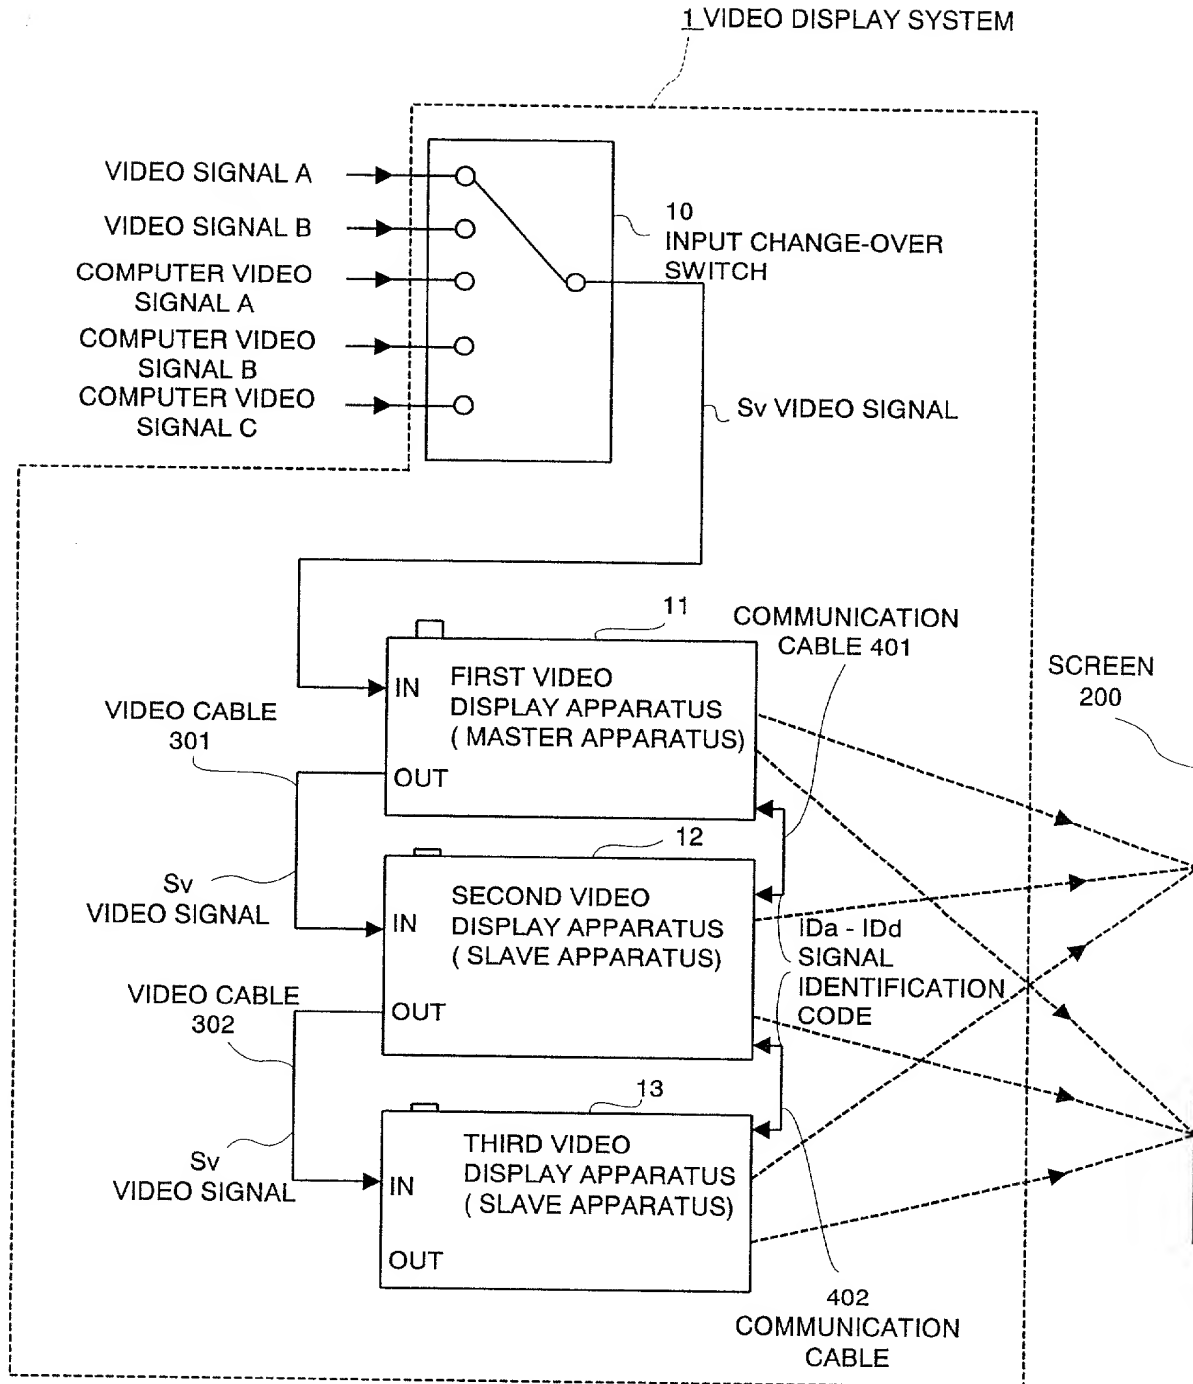 1 VIDEO DISPLAY SYSTEM
VIDEO SIGNAL A
VIDEO SIGNAL B
COMPUTER VIDEO
SIGNAL A
COMPUTER VIDEO
SIGNAL B
COMPUTER VIDEO
SIGNAL C
10
INPUT CHANGE-OVER
SWITCH
Sv VIDEO SIGNAL
11
COMMUNICATION
CABLE 401
SCREEN
200
IN
FIRST VIDEO
DISPLAY APPARATUS
( MASTER APPARATUS)
OUT
VIDEO CABLE
301
12
Sv
VIDEO SIGNAL
IN
SECOND VIDEO
DISPLAY APPARATUS
( SLAVE APPARATUS)
OUT
IDa - IDd
SIGNAL
IDENTIFICATION
CODE
VIDEO CABLE
302
13
Sv
VIDEO SIGNAL
IN
THIRD VIDEO
DISPLAY APPARATUS
( SLAVE APPARATUS)
OUT
402
COMMUNICATION
CABLE